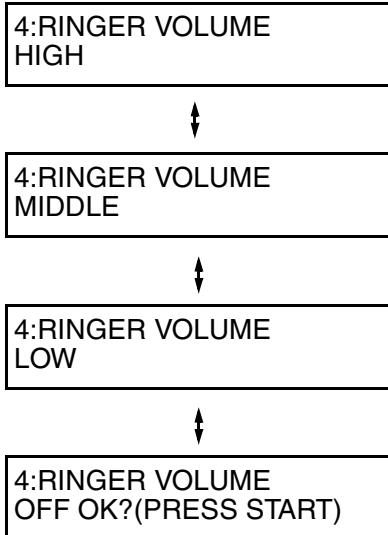 4:RINGER VOLUME
HIGH
4:RINGER VOLUME
MIDDLE
4:RINGER VOLUME
LOW
4:RINGER VOLUME
OFF OK?(PRESS START)